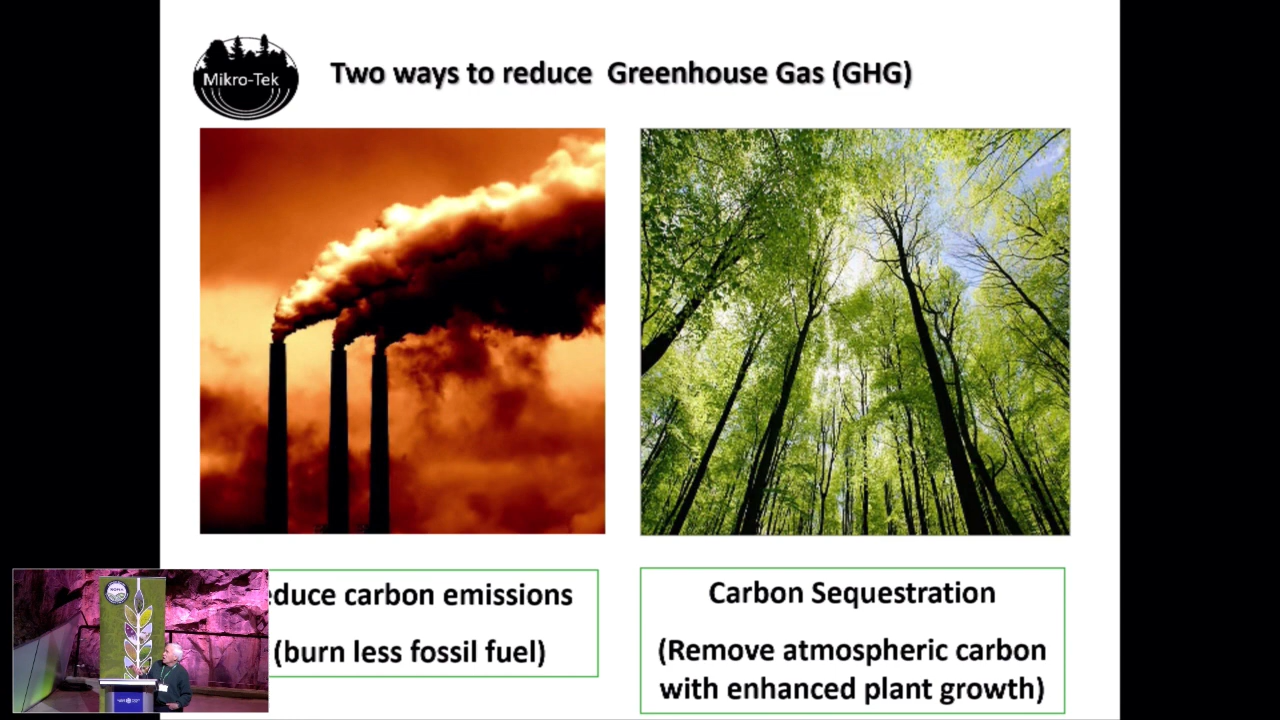 Mikro-Tek
Two ways to reduce Greenhouse Gas (GHG)
educe carbon emissions
(burn less fossil fuel)
Carbon Sequestration
(Remove atmospheric carbon
with enhanced plant growth)